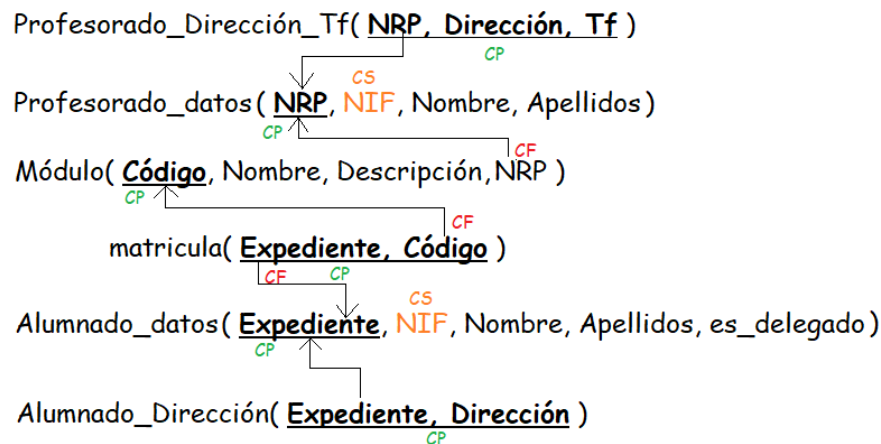 Profesorado_Dirección_Tf( NRP, Dirección, Tf )
CP
CS
Profesorado_datos( NRP, NIF, Nombre, Apellidos)
CP
CF
Módulo( Código, Nombre, Descripción,NRP )
CP
CF
matricula( Expediente, Código )
CF CP
CS
Alumnado_datos( Expediente, NIF, Nombre, Apellidos, es_delegado)
CP
Alumnado_Dirección( Expediente, Dirección )
CP